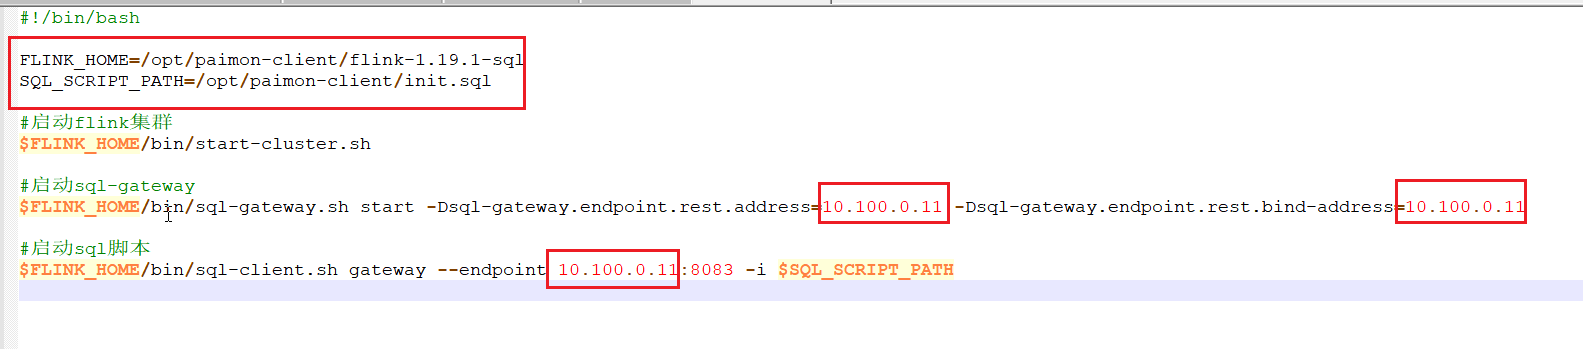 #!/bin/bash
FLINK_HOME=/opt/paimon-client/flink-1.19.1-sql
SQL_SCRIPT_PATH=/opt/paimon-client/init.sql
#启动flink集群
$FLINK_HOME/bin/start-cluster.sh
#启动sql-gateway
$FLINK_HOME/bin/sql-gateway.sh start -Dsql-gateway.endpoint.rest.address=10.100.0.11 -Dsql-gateway.endpoint.rest.bind-address=10.100.0.11
#启动sql脚本
$FLINK_HOME/bin/sql-client.sh gateway --endpoint 10.100.0.11:8083 -i $SQL_SCRIPT_PATH